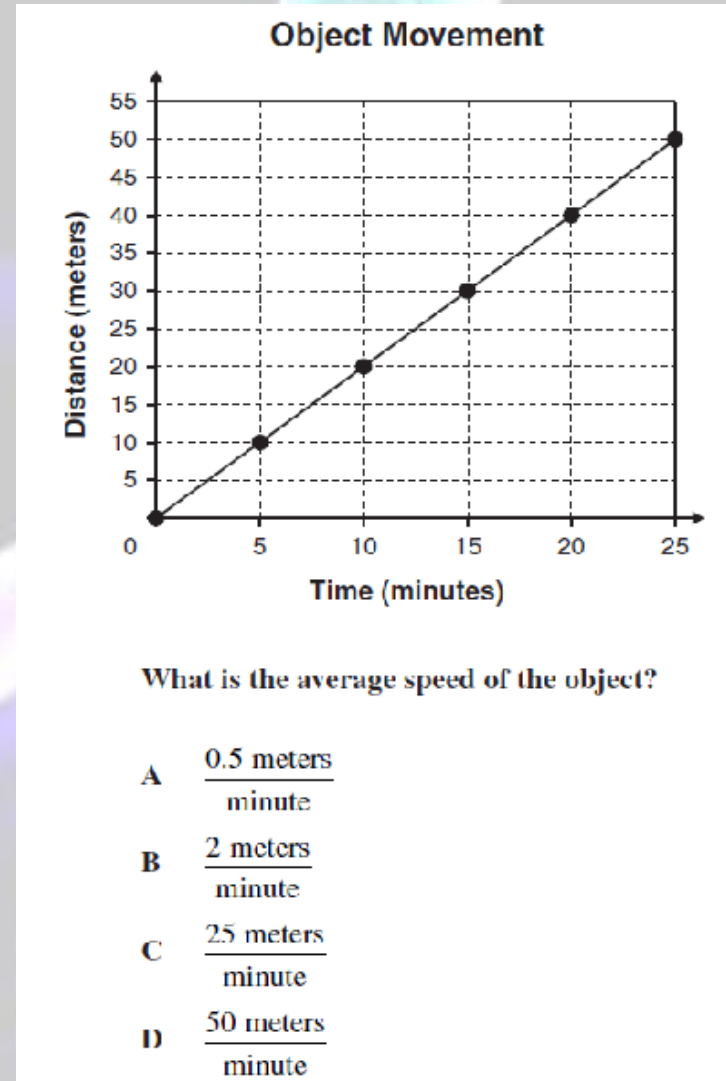 Object Movement
55
50
45
40
35
30
25
20
15
10
5
0 5 10 15 20 25
Distance (meters)
Time (minutes)
What is the average speed of the object?
A 0.5 meters
minute
B 2 meters
minute
C 25 meters
minute
D 50 meters
minute